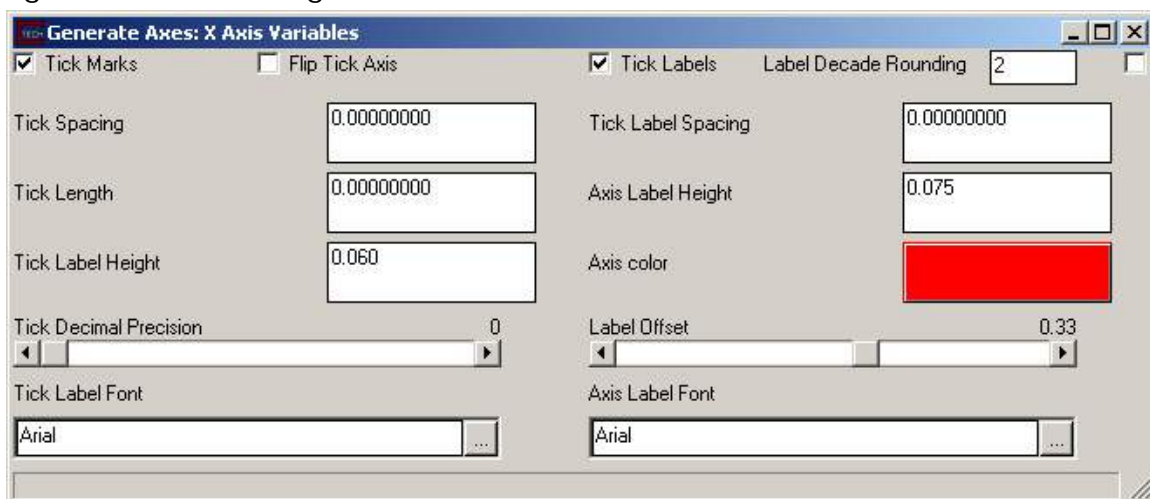 Generate Axes: X Axis Variables
Tick Marks Flip Tick Axis Tick Labels Label Decade Rounding 2
Tick Spacing 0.00000000 Tick Label Spacing 0.00000000
Tick Length 0.00000000 Axis Label Height 0.075
Tick Label Height 0.060 Axis color
Tick Decimal Precision 0 Label Offset 0.33
Tick Label Font Axis Label Font
Arial ... Arial ...